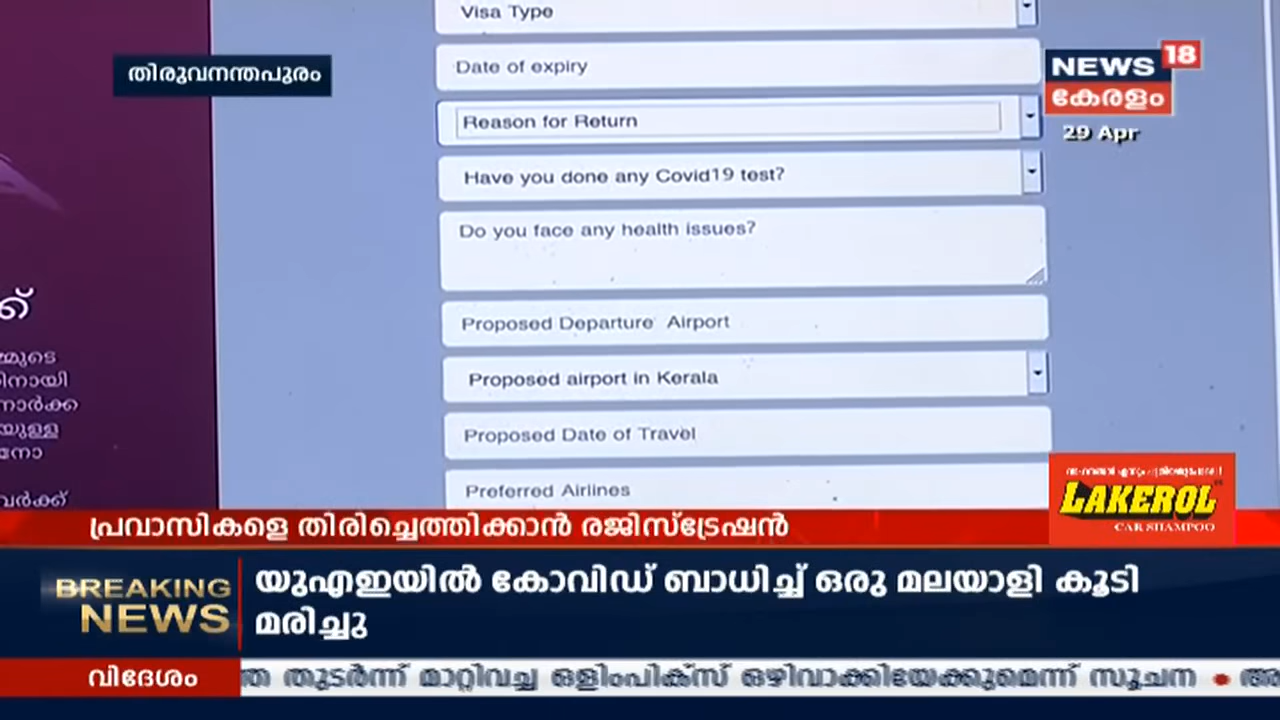 Visa Type
തിരുവനന്തപുരം
Date of expiry
NEWS 18
കേരളം
29 Apr
Reason for Return
Have you done any Covid19 test?
Do you face any health issues?
Proposed Departure Airport
Proposed airport in Kerala
Proposed Date of Travel
Preferred Airlines
നോർക്ക
LAKEROL
CAR SHAMPOO
പ്രവാസികളെ തിരിച്ചെത്തിക്കാൻ രജിസ്ട്രേഷൻ
BREAKING
NEWS
യുഎഇയിൽ കോവിഡ് ബാധിച്ച് ഒരു മലയാളി കൂടി
മരിച്ചു
വിദേശം
ത തുടർന്ന് മാറ്റിവച്ച ഒളിംപിക്സ് ഒഴിവാക്കിയേക്കുമെന്ന് സൂചന • അ